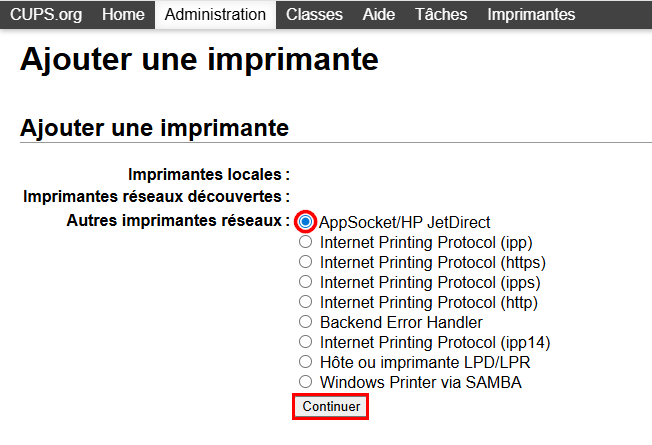 CUPS.org Home Administration Classes Aide Tâches Imprimantes
Ajouter une imprimante
Ajouter une imprimante
Imprimantes locales :
Imprimantes réseaux découvertes :
Autres imprimantes réseaux : AppSocket/HP JetDirect
Internet Printing Protocol (ipp)
Internet Printing Protocol (https)
Internet Printing Protocol (ipps)
Internet Printing Protocol (http)
Backend Error Handler
Internet Printing Protocol (ipp14)
Hôte ou imprimante LPD/LPR
Windows Printer via SAMBA
Continuer